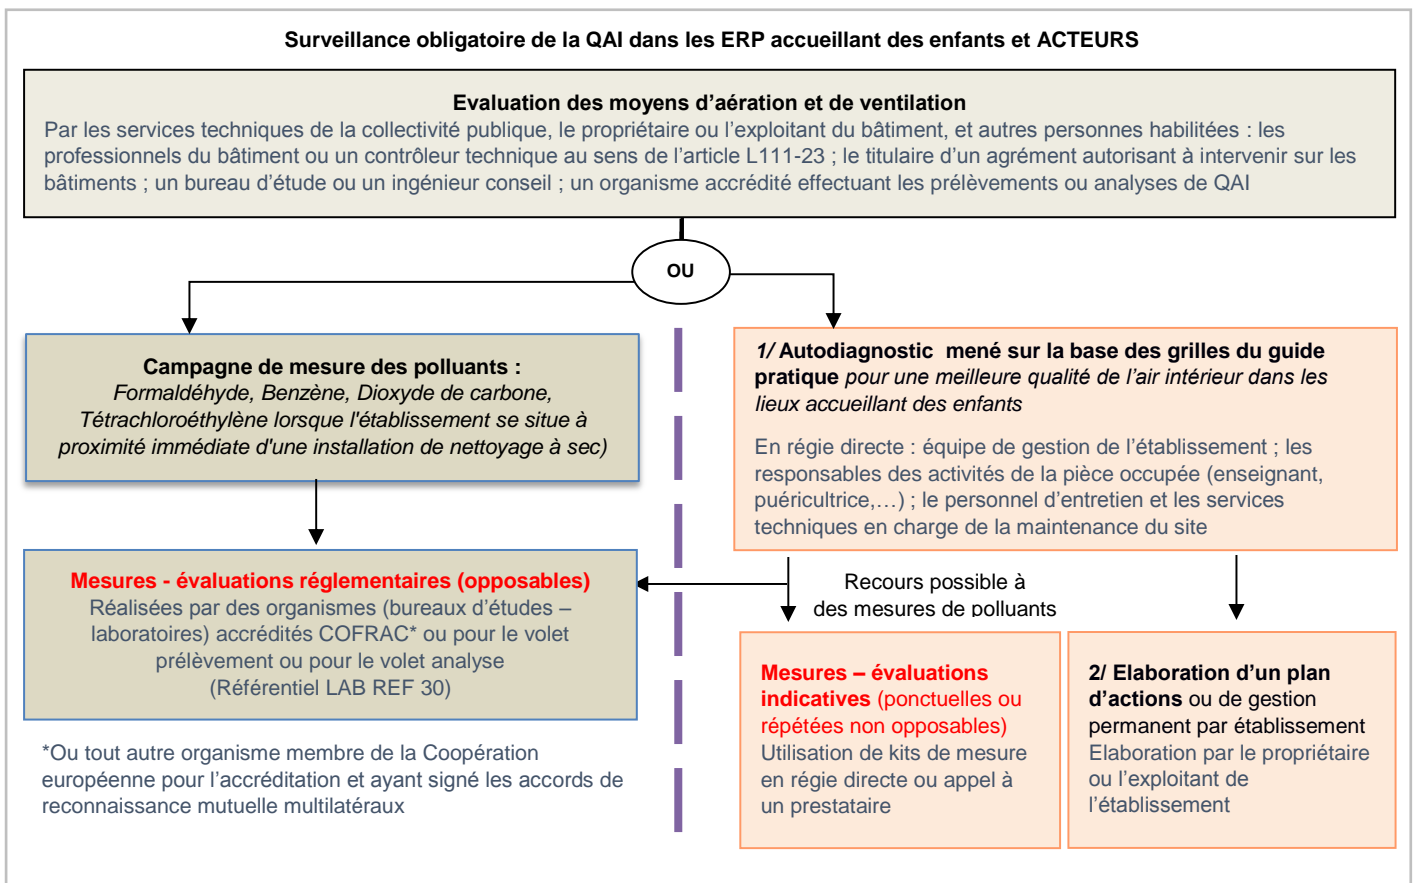 Surveillance obligatoire de la QAI dans les ERP accueillant des enfants et ACTEURS
Evaluation des moyens d’aération et de ventilation
Par les services techniques de la collectivité publique, le propriétaire ou l’exploitant du bâtiment, et autres personnes habilitées : les
professionnels du bâtiment ou un contrôleur technique au sens de l’article L111-23 ; le titulaire d’un agrément autorisant à intervenir sur les
bâtiments ; un bureau d’étude ou un ingénieur conseil ; un organisme accrédité effectuant les prélèvements ou analyses de QAI
OU
Campagne de mesure des polluants :
Formaldéhyde, Benzène, Dioxyde de carbone,
Tétrachloroéthylène lorsque l'établissement se situe à
proximité immédiate d'une installation de nettoyage à sec)
1/ Autodiagnostic mené sur la base des grilles du guide
pratique pour une meilleure qualité de l’air intérieur dans les
lieux accueillant des enfants
En régie directe : équipe de gestion de l’établissement ; les
responsables des activités de la pièce occupée (enseignant,
puéricultrice,…) ; le personnel d’entretien et les services
techniques en charge de la maintenance du site
Mesures - évaluations réglementaires (opposables)
Réalisées par des organismes (bureaux d’études –
laboratoires) accrédités COFRAC* ou pour le volet
prélèvement ou pour le volet analyse
(Référentiel LAB REF 30)
*Ou tout autre organisme membre de la Coopération
européenne pour l’accréditation et ayant signé les accords de
reconnaissance mutuelle multilatéraux
Recours possible à
des mesures de polluants
Mesures – évaluations
indicatives (ponctuelles ou
répétées non opposables)
Utilisation de kits de mesure
en régie directe ou appel à
un prestataire
2/ Elaboration d’un plan
d’actions ou de gestion
permanent par établissement
Elaboration par le propriétaire
ou l’exploitant de
l’établissement